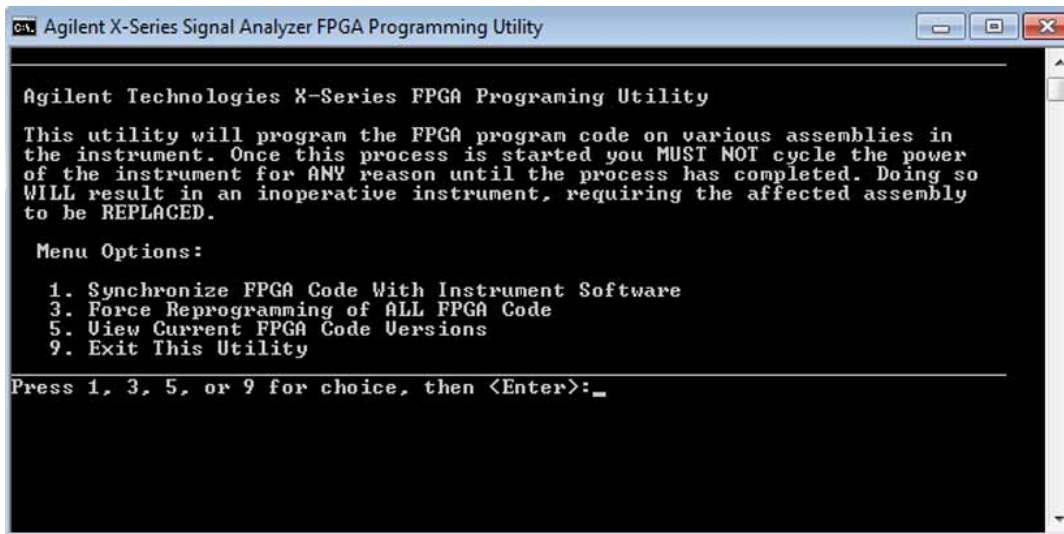 Agilent X-Series Signal Analyzer FPGA Programming Utility
Agilent Technologies X-Series FPGA Programing Utility
This utility will program the FPGA program code on various assemblies in
the instrument. Once this process is started you MUST NOT cycle the power
of the instrument for ANY reason until the process has completed. Doing so
WILL result in an inoperative instrument, requiring the affected assembly
to be REPLACED.
Menu Options:
1. Synchronize FPGA Code With Instrument Software
3. Force Reprogramming of ALL FPGA Code
5. View Current FPGA Code Versions
9. Exit This Utility
Press 1, 3, 5, or 9 for choice, then <Enter>:_